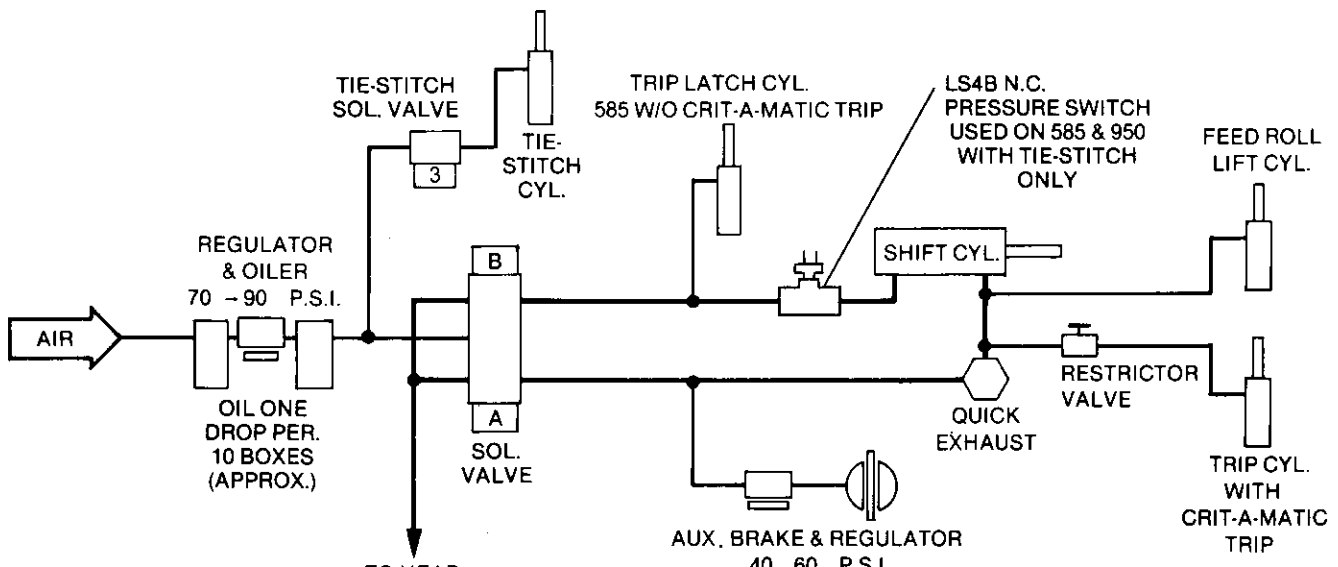 TIE-STITCH
SOL. VALVE
3
TIE-
STITCH
CYL.
TRIP LATCH CYL.
585 W/O CRIT-A-MATIC TRIP
LS4B N.C.
PRESSURE SWITCH
USED ON 585 & 950
WITH TIE-STITCH
ONLY
FEED ROLL
LIFT CYL.
REGULATOR
& OILER
70 - 90 P.S.I.
AIR
OIL ONE
DROP PER.
10 BOXES
(APPROX.)
B
A
SOL.
VALVE
SHIFT CYL.
QUICK
EXHAUST
RESTRICTOR
VALVE
TRIP CYL.
WITH
CRIT-A-MATIC
TRIP
AUX. BRAKE & REGULATOR
40 60 P.S.I.